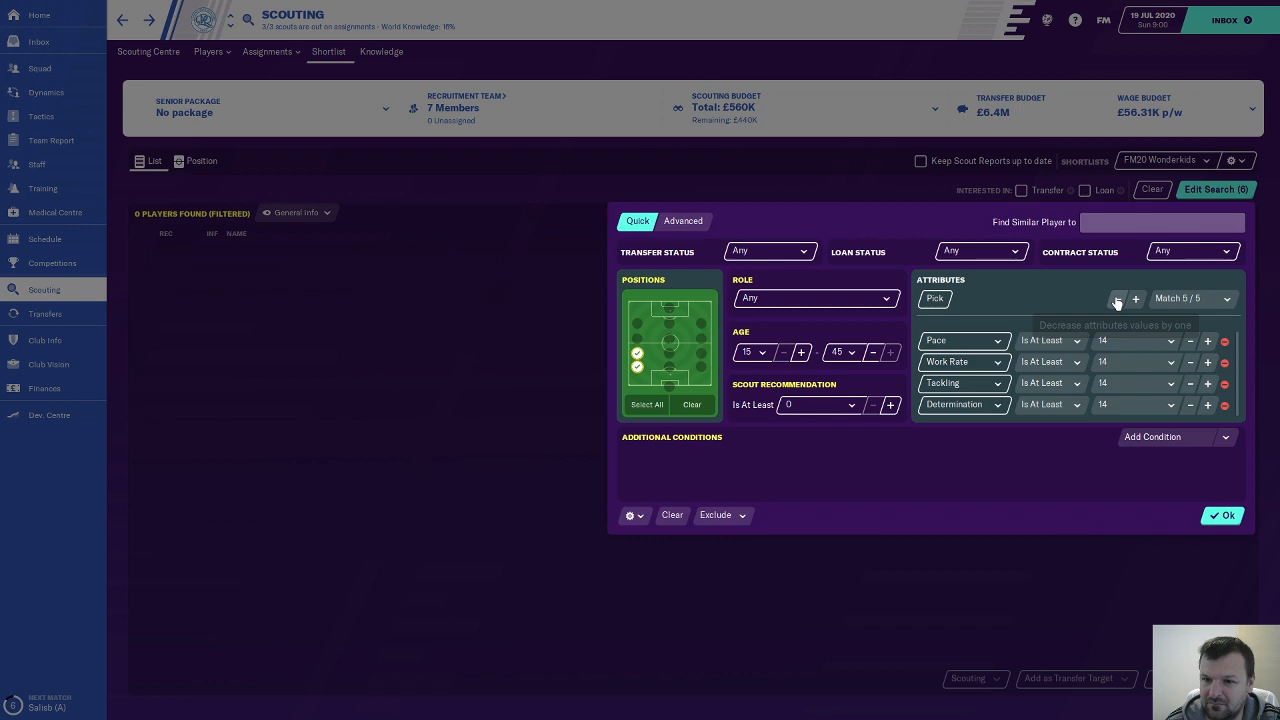 Home
Inbox
Squad
Dynamics
Tactics
Team Report
Staff
Training
Medical Centre
Schedule
Competitions
Scouting
Transfers
Club Info
Club Vision
Finances
Dev. Centre
NEXT MATCH
6
Salisb (A)
SCOUTING
3/3 scouts are out on assignments - World Knowledge: 16%
FM
19 JUL 2020
Sun 9:00
INBOX
Scouting Centre
Players
Assignments
Shortlist
Knowledge
SENIOR PACKAGE
No package
RECRUITMENT TEAM
7 Members
0 Unassigned
SCOUTING BUDGET
Total: £560K
Remaining: £440K
TRANSFER BUDGET
£6.4M
WAGE BUDGET
£56.31K p/w
List
Position
Keep Scout Reports up to date
SHORTLISTS
FM20 Wonderkids
INTERESTED IN:
Transfer
Loan
Clear
Edit Search (6)
0 PLAYERS FOUND (FILTERED)
General Info
REC INF NAME
Quick
Advanced
Find Similar Player to
TRANSFER STATUS
Any
LOAN STATUS
Any
CONTRACT STATUS
Any
POSITIONS
Select All
Clear
ROLE
Any
AGE
15 - + - 45 - +
SCOUT RECOMMENDATION
Is At Least 0 - +
ATTRIBUTES
Pick
+
Match 5 / 5
Decrease attributes values by one
Pace Is At Least 14 - +
Work Rate Is At Least 14 - +
Tackling Is At Least 14 - +
Determination Is At Least 14 - +
ADDITIONAL CONDITIONS
Add Condition
Clear
Exclude
Ok
Scouting
Add as Transfer Target